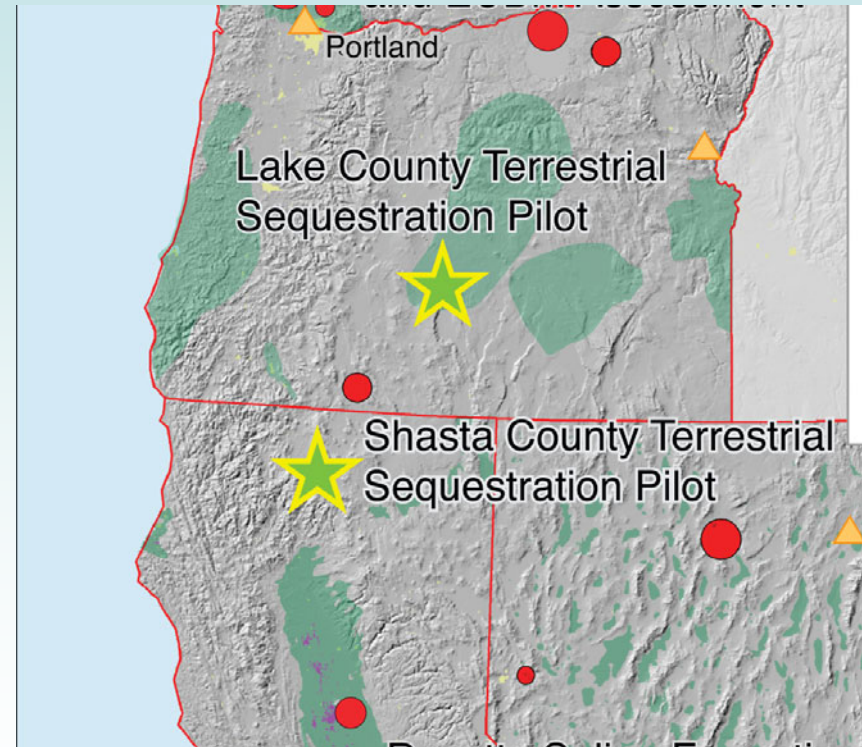 Portland
Lake County Terrestrial
Sequestration Pilot
Shasta County Terrestrial
Sequestration Pilot